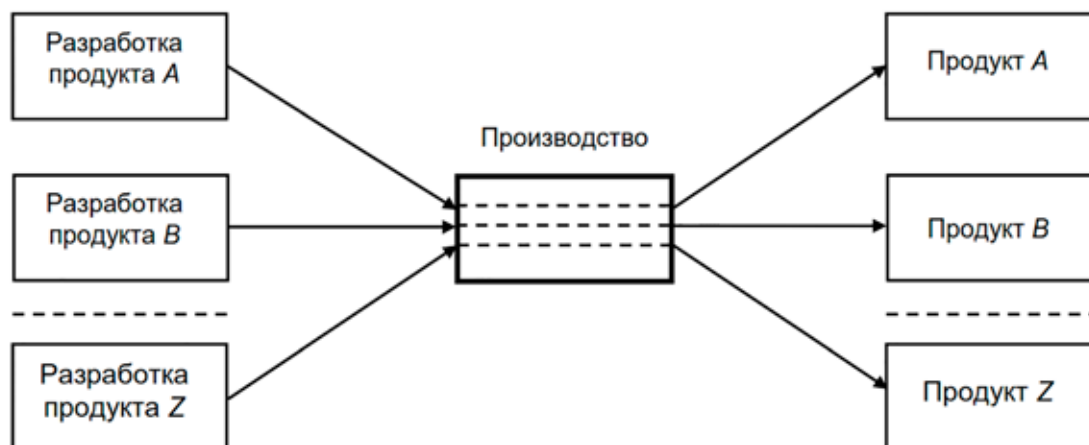 Разработка
продукта A
Продукт A
Производство
Разработка
продукта B
Продукт B
Разработка
продукта Z
Продукт Z